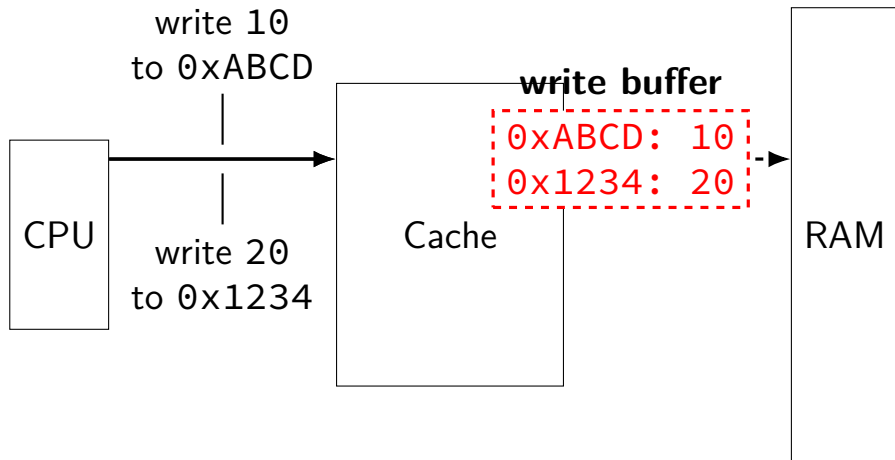 write 10
to 0xABCD
write buffer
0xABCD: 10
0x1234: 20
CPU
write 20
to 0x1234
Cache
RAM